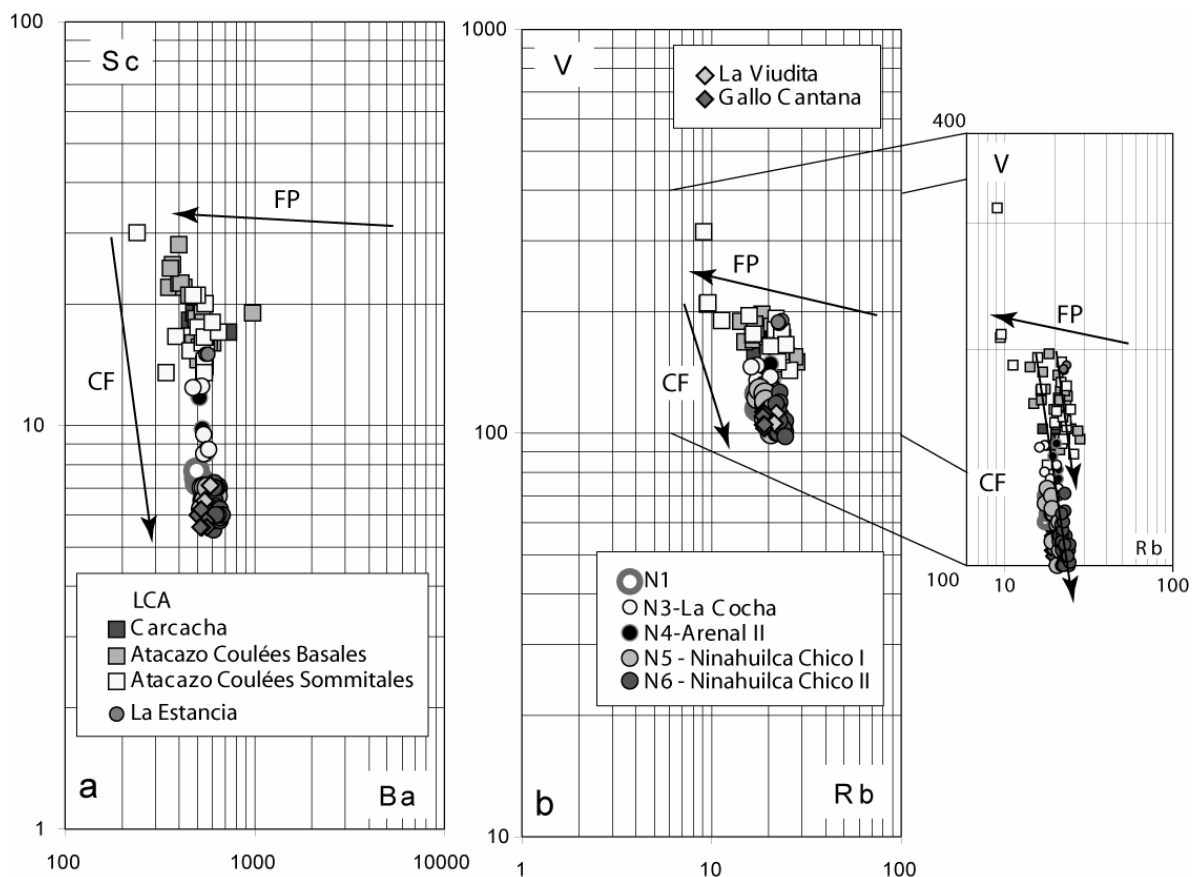 100
Sc
FP
CF
LCA
Carcacha
Atacazo Coulées Basales
Atacazo Coulées Sommitales
La Estancia
a
Ba
1
100
1000
10000
10
1000
V
La Viudita
Gallo Cantana
FP
CF
100
N1
N3-La Cocha
N4-Arenal II
N5 - Ninahuilca Chico I
N6 - Ninahuilca Chico II
b
Rb
10
1
10
100
400
V
FP
CF
Rb
100
10
100